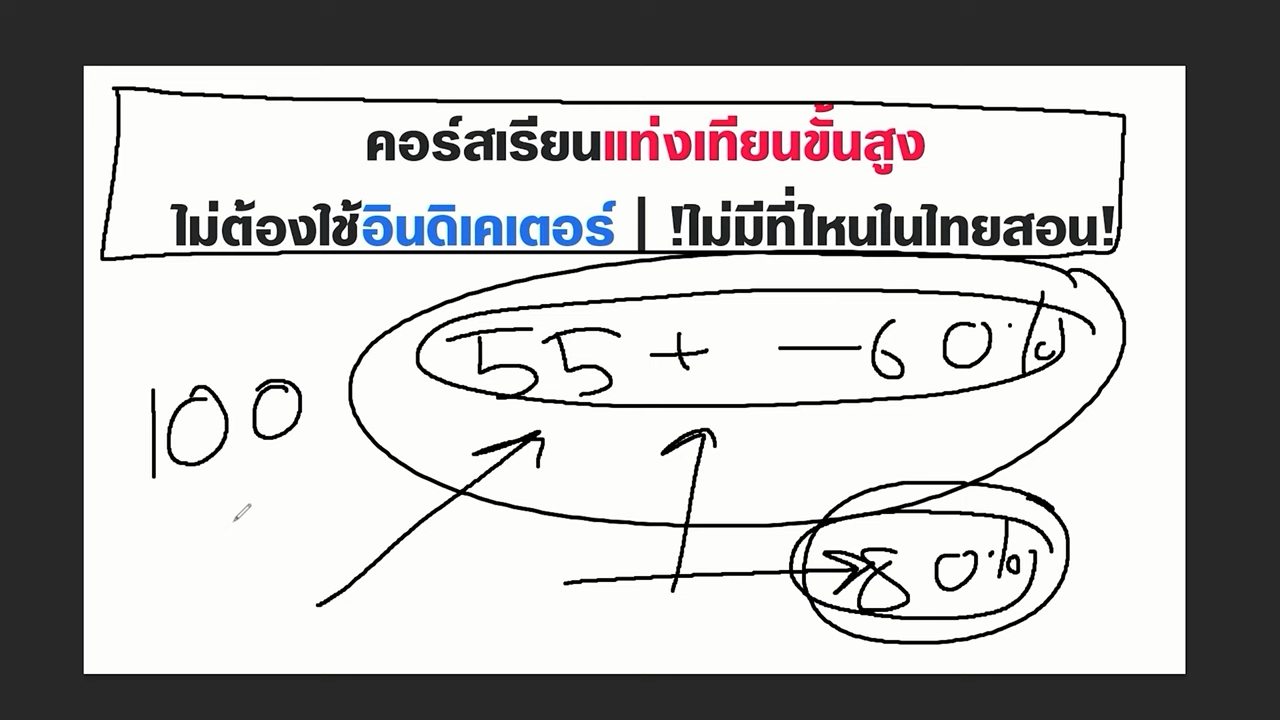 คอร์สเรียนแท่งเทียนขั้นสูง
ไม่ต้องใช้อินดิเคเตอร์ | !ไม่มีที่ไหนในไทยสอน!
55+ -60%
100
80%